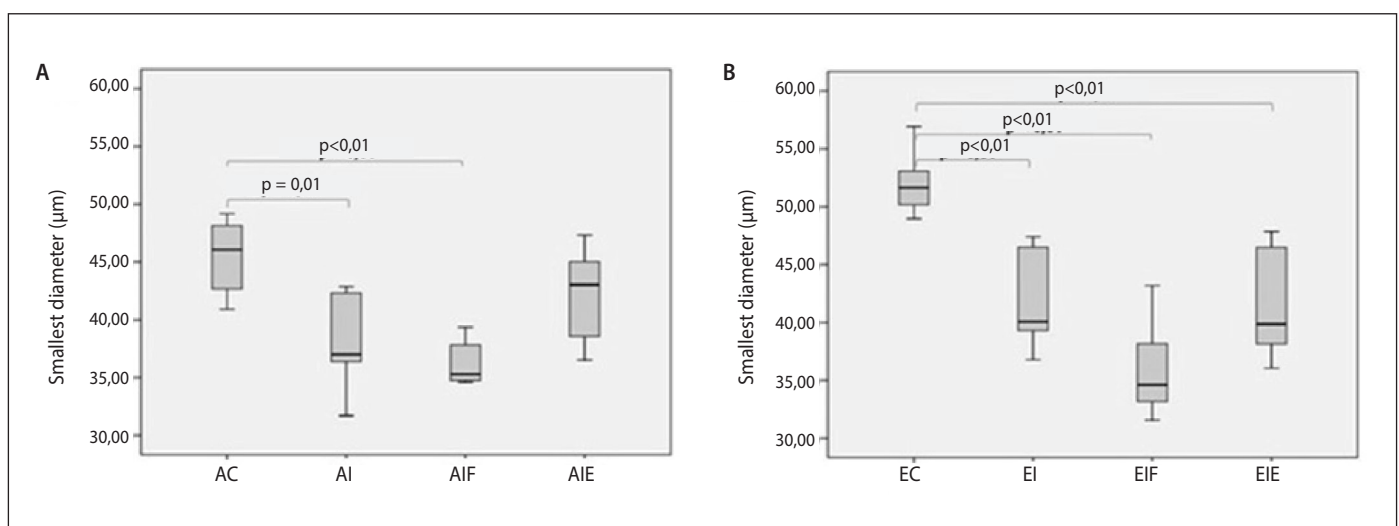 A
Smallest diameter (µm)
60,00
55,00
50,00
45,00
40,00
35,00
30,00
p<0,01
p = 0,01
AC AI AIF AIE
B
Smallest diameter (µm)
60,00
55,00
50,00
45,00
40,00
35,00
30,00
p<0,01
p<0,01
p<0,01
EC EI EIF EIE